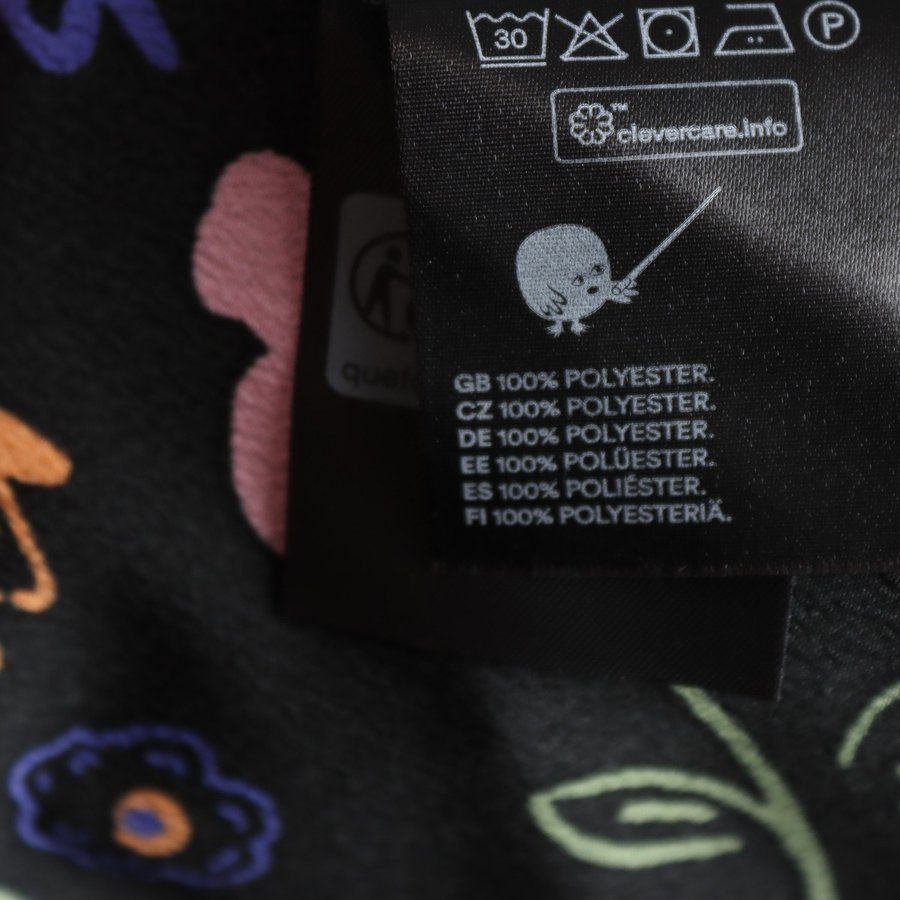 30 P
™ clevercare.info
GB 100% POLYESTER.
CZ 100% POLYESTER.
DE 100% POLYESTER.
EE 100% POLÜESTER.
ES 100% POLIÉSTER.
FI 100% POLYESTERIÄ.